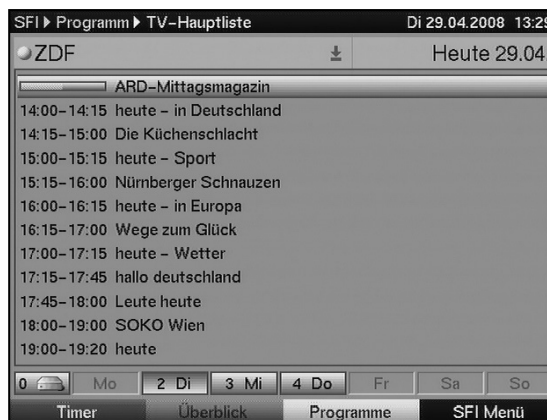 SFI Programm TV-Hauptliste Di 29.04.2008 13:29
ZDF Heute 29.04
ARD-Mittagsmagazin
14:00-14:15 heute - in Deutschland
14:15-15:00 Die Küchenschlacht
15:00-15:15 heute - Sport
15:15-16:00 Nürnberger Schnauzen
16:00-16:15 heute - in Europa
16:15-17:00 Wege zum Glück
17:00-17:15 heute - Wetter
17:15-17:45 hallo deutschland
17:45-18:00 Leute heute
18:00-19:00 SOKO Wien
19:00-19:20 heute
0 Mo 2 Di 3 Mi 4 Do Fr Sa So
Timer Überblick Programme SFI Menü